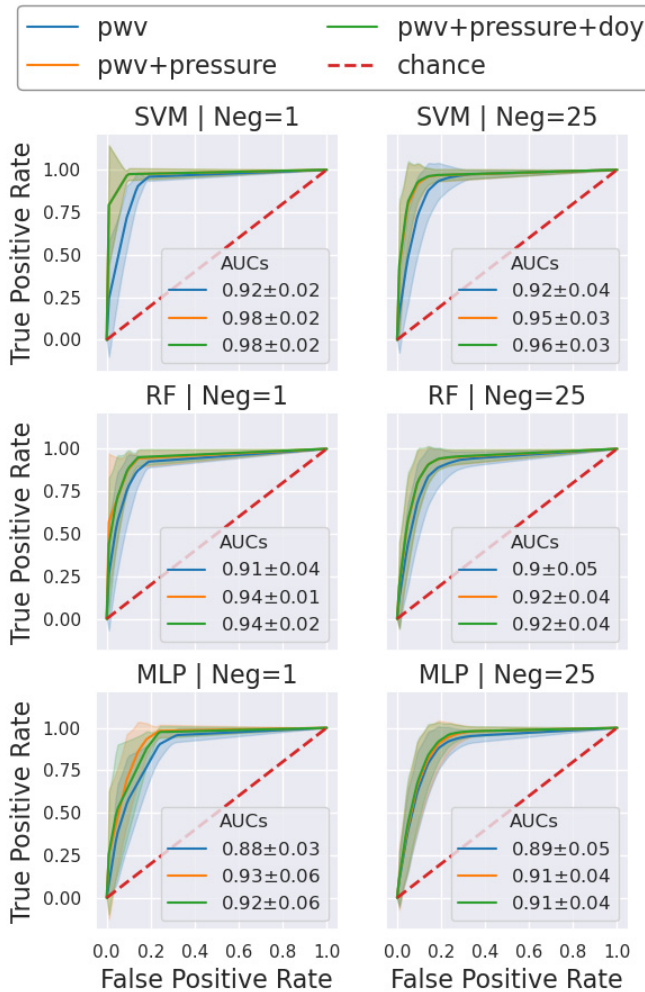 pwv pwv+pressure+doy
pwv+pressure chance
SVM | Neg=1 SVM | Neg=25
True Positive Rate
1.00
0.75
0.50
0.25
0.00
AUCs
0.92±0.02
0.98±0.02
0.98±0.02
AUCs
0.92±0.04
0.95±0.03
0.96±0.03
RF | Neg=1 RF | Neg=25
True Positive Rate
1.00
0.75
0.50
0.25
0.00
AUCs
0.91±0.04
0.94±0.01
0.94±0.02
AUCs
0.9±0.05
0.92±0.04
0.92±0.04
MLP | Neg=1 MLP | Neg=25
True Positive Rate
1.00
0.75
0.50
0.25
0.00
AUCs
0.88±0.03
0.93±0.06
0.92±0.06
AUCs
0.89±0.05
0.91±0.04
0.91±0.04
0.0 0.2 0.4 0.6 0.8 1.0 0.0 0.2 0.4 0.6 0.8 1.0
False Positive Rate False Positive Rate